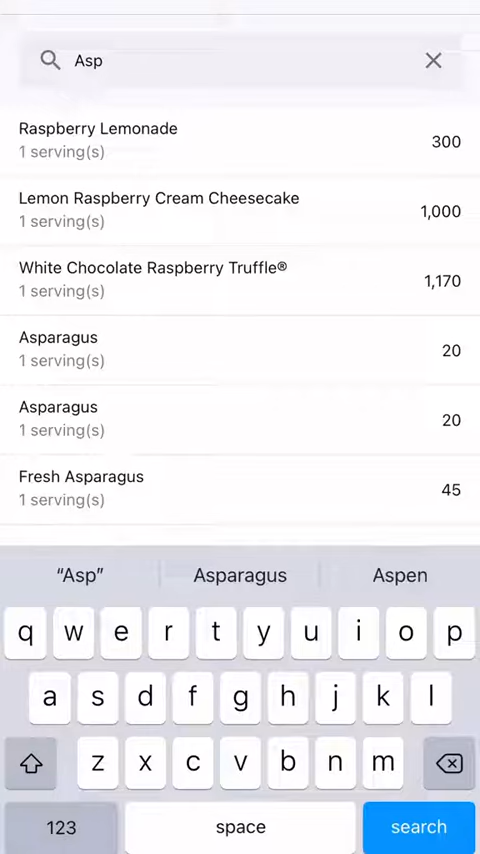 Asp
Raspberry Lemonade
1 serving(s)
300
Lemon Raspberry Cream Cheesecake
1 serving(s)
1,000
White Chocolate Raspberry Truffle®
1 serving(s)
1,170
Asparagus
1 serving(s)
20
Asparagus
1 serving(s)
20
Fresh Asparagus
1 serving(s)
45
“Asp” Asparagus Aspen
q w e r t y u i o p
a s d f g h j k l
z x c v b n m
123 space search